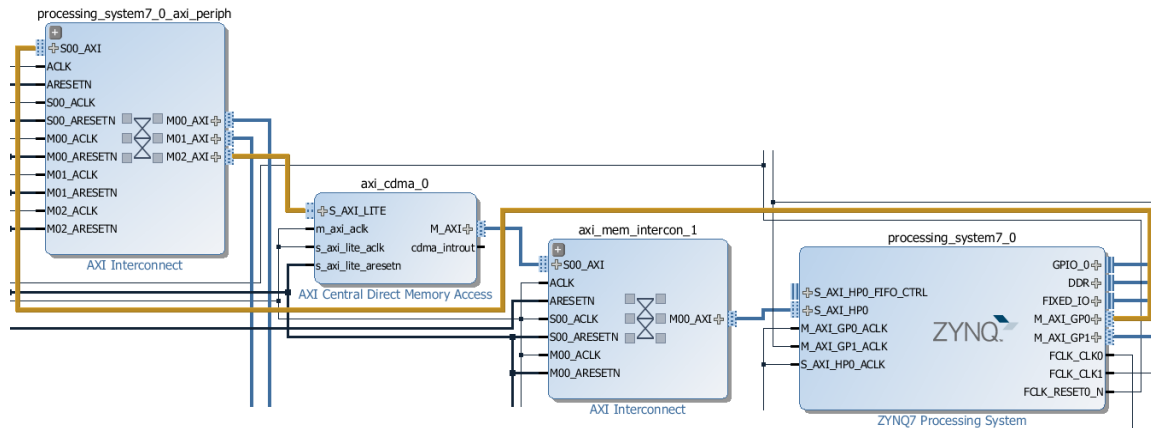 processing_system7_0_axi_periph
S00_AXI
ACLK
ARESETN
S00_ACLK
S00_ARESETN
M00_ACLK
M00_ARESETN
M01_ACLK
M01_ARESETN
M02_ACLK
M02_ARESETN
M00_AXI
M01_AXI
M02_AXI
AXI Interconnect
axi_cdma_0
S_AXI_LITE
m_axi_aclk
s_axi_lite_aclk
s_axi_lite_aresetn
M_AXI
cdma_introut
AXI Central Direct Memory Access
axi_mem_intercon_1
S00_AXI
ACLK
ARESETN
S00_ACLK
S00_ARESETN
M00_ACLK
M00_ARESETN
M00_AXI
AXI Interconnect
processing_system7_0
S_AXI_HP0_FIFO_CTRL
S_AXI_HP0
M_AXI_GP0_ACLK
M_AXI_GP1_ACLK
S_AXI_HP0_ACLK
ZYNQ
GPIO_0
DDR
FIXED_IO
M_AXI_GP0
M_AXI_GP1
FCLK_CLK0
FCLK_CLK1
FCLK_RESET0_N
ZYNQ7 Processing System